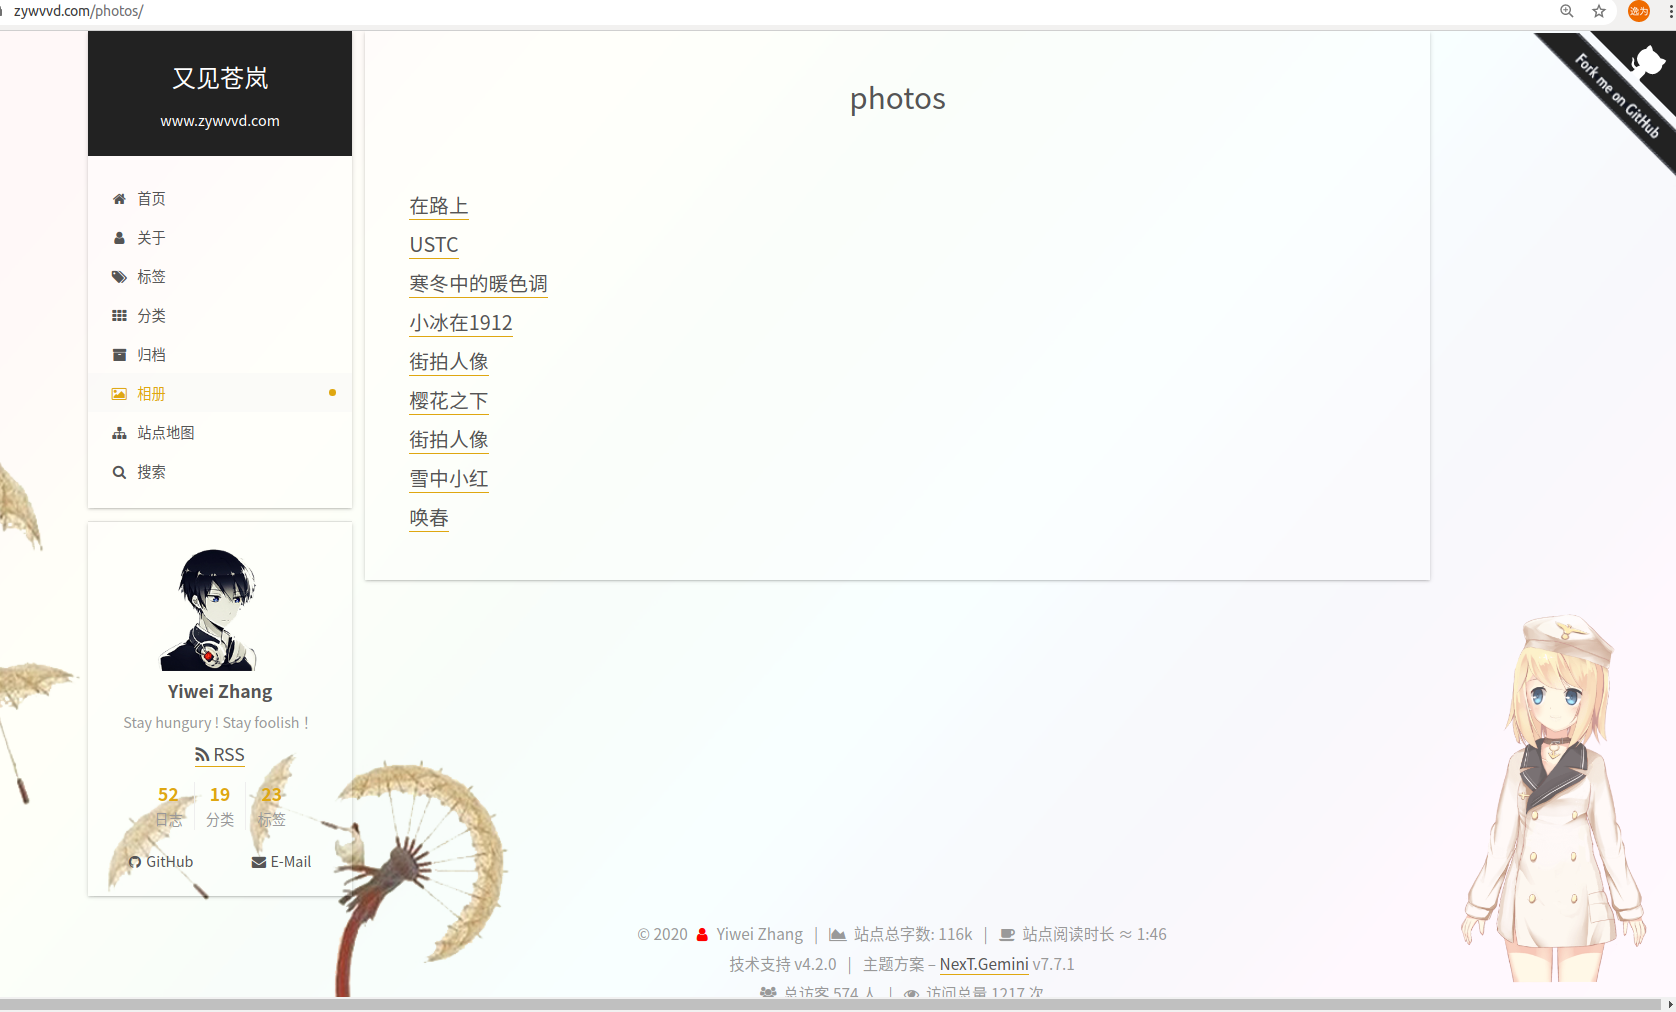 zywvvd.com/photos/
逸为
又见苍岚
www.zywvvd.com
首页
关于
标签
分类
归档
相册
站点地图
搜索
Yiwei Zhang
Stay hungury ! Stay foolish !
RSS
52 19 23
日志 分类 标签
GitHub E-Mail
photos
在路上
USTC
寒冬中的暖色调
小冰在1912
街拍人像
樱花之下
街拍人像
雪中小红
唤春
Fork me on GitHub
© 2020 Yiwei Zhang | 站点总字数: 116k | 站点阅读时长 ≈ 1:46
技术支持 v4.2.0 | 主题方案 – NexT.Gemini v7.7.1
总访客 574 人 | 访问总量 1217 次